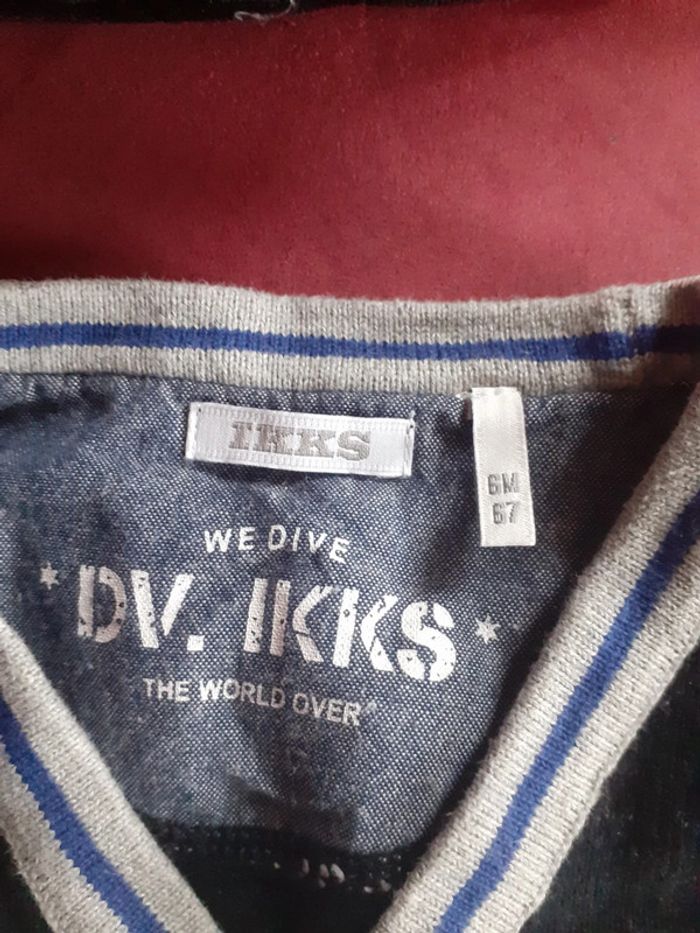 IKKS
6M
67
WE DIVE
DV. IKKS
THE WORLD OVER